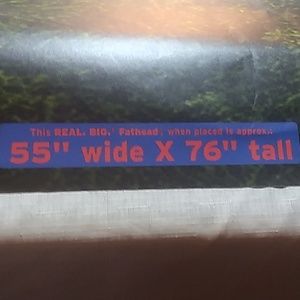 This REAL. BIG. Fathead, when placed is approx.:
55" wide X 76" tall